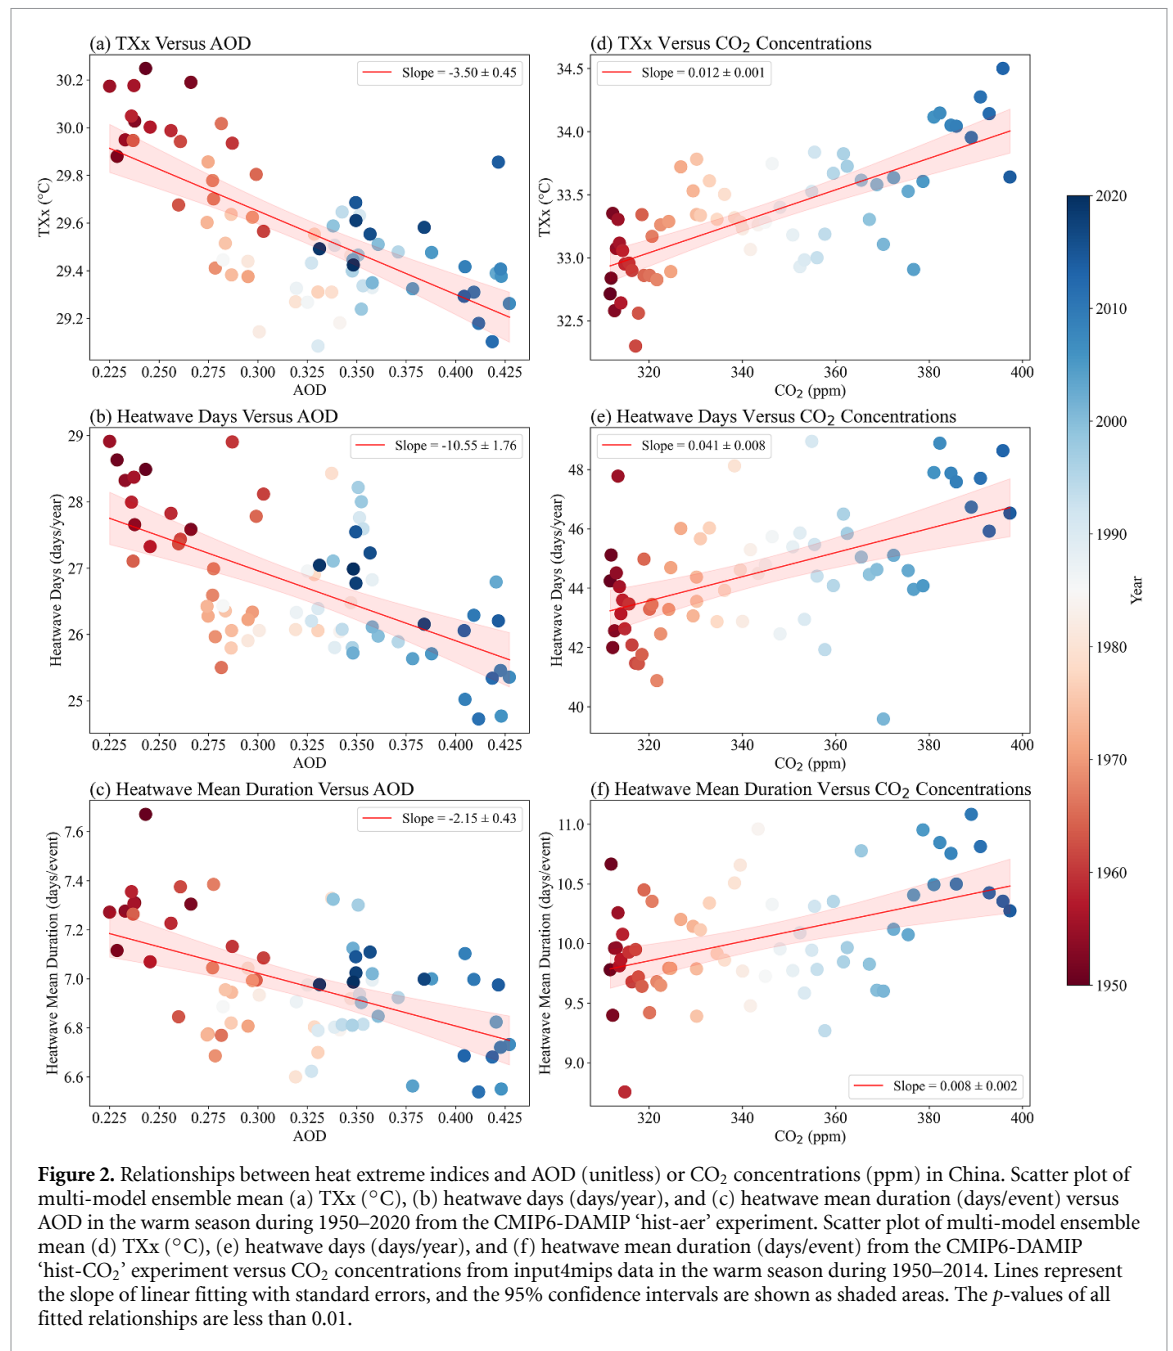 (a) TXx Versus AOD
Slope = -3.50 ± 0.45
30.2
30.0
29.8
29.6
29.4
29.2
TXx (°C)
0.225 0.250 0.275 0.300 0.325 0.350 0.375 0.400 0.425
AOD
(d) TXx Versus CO₂ Concentrations
Slope = 0.012 ± 0.001
34.5
34.0
33.5
33.0
32.5
TXx (°C)
320 340 360 380 400
CO₂ (ppm)
(b) Heatwave Days Versus AOD
Slope = -10.55 ± 1.76
29
28
27
26
25
Heatwave Days (days/year)
0.225 0.250 0.275 0.300 0.325 0.350 0.375 0.400 0.425
AOD
(e) Heatwave Days Versus CO₂ Concentrations
Slope = 0.041 ± 0.008
48
46
44
42
40
Heatwave Days (days/year)
320 340 360 380 400
CO₂ (ppm)
(c) Heatwave Mean Duration Versus AOD
Slope = -2.15 ± 0.43
7.6
7.4
7.2
7.0
6.8
6.6
Heatwave Mean Duration (days/event)
0.225 0.250 0.275 0.300 0.325 0.350 0.375 0.400 0.425
AOD
(f) Heatwave Mean Duration Versus CO₂ Concentrations
11.0
10.5
10.0
9.5
9.0
Heatwave Mean Duration (days/event)
Slope = 0.008 ± 0.002
320 340 360 380 400
CO₂ (ppm)
2020
2010
2000
1990
1980
1970
1960
1950
Year
Figure 2. Relationships between heat extreme indices and AOD (unitless) or CO₂ concentrations (ppm) in China. Scatter plot of
multi-model ensemble mean (a) TXx (°C), (b) heatwave days (days/year), and (c) heatwave mean duration (days/event) versus
AOD in the warm season during 1950–2020 from the CMIP6-DAMIP ‘hist-aer’ experiment. Scatter plot of multi-model ensemble
mean (d) TXx (°C), (e) heatwave days (days/year), and (f) heatwave mean duration (days/event) from the CMIP6-DAMIP
‘hist-CO₂’ experiment versus CO₂ concentrations from input4mips data in the warm season during 1950–2014. Lines represent
the slope of linear fitting with standard errors, and the 95% confidence intervals are shown as shaded areas. The p-values of all
fitted relationships are less than 0.01.